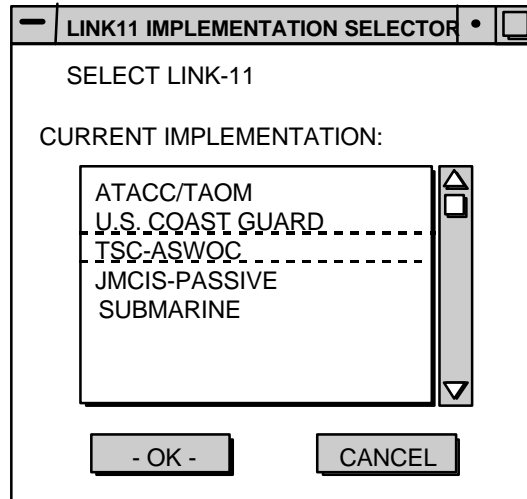 LINK11 IMPLEMENTATION SELECTOR
SELECT LINK-11
CURRENT IMPLEMENTATION:
ATACC/TAOM
U.S. COAST GUARD
TSC-ASWOC
JMCIS-PASSIVE
SUBMARINE
- OK -
CANCEL